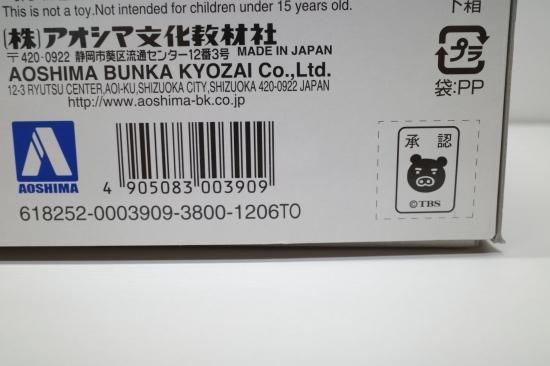 This is not a toy.Not intended for children under 15 years old.
(株)アオシマ文化教材社
〒420-0922 静岡市葵区流通センター12番3号 MADE IN JAPAN
AOSHIMA BUNKA KYOZAI Co.,Ltd.
12-3 RYUTSU CENTER,AOI-KU,SHIZUOKA CITY,SHIZUOKA 420-0922 JAPAN
http://www.aoshima-bk.co.jp
AOSHIMA
4 905083 003909
618252-0003909-3800-1206TO
下箱
プラ
袋:PP
承認
©TBS